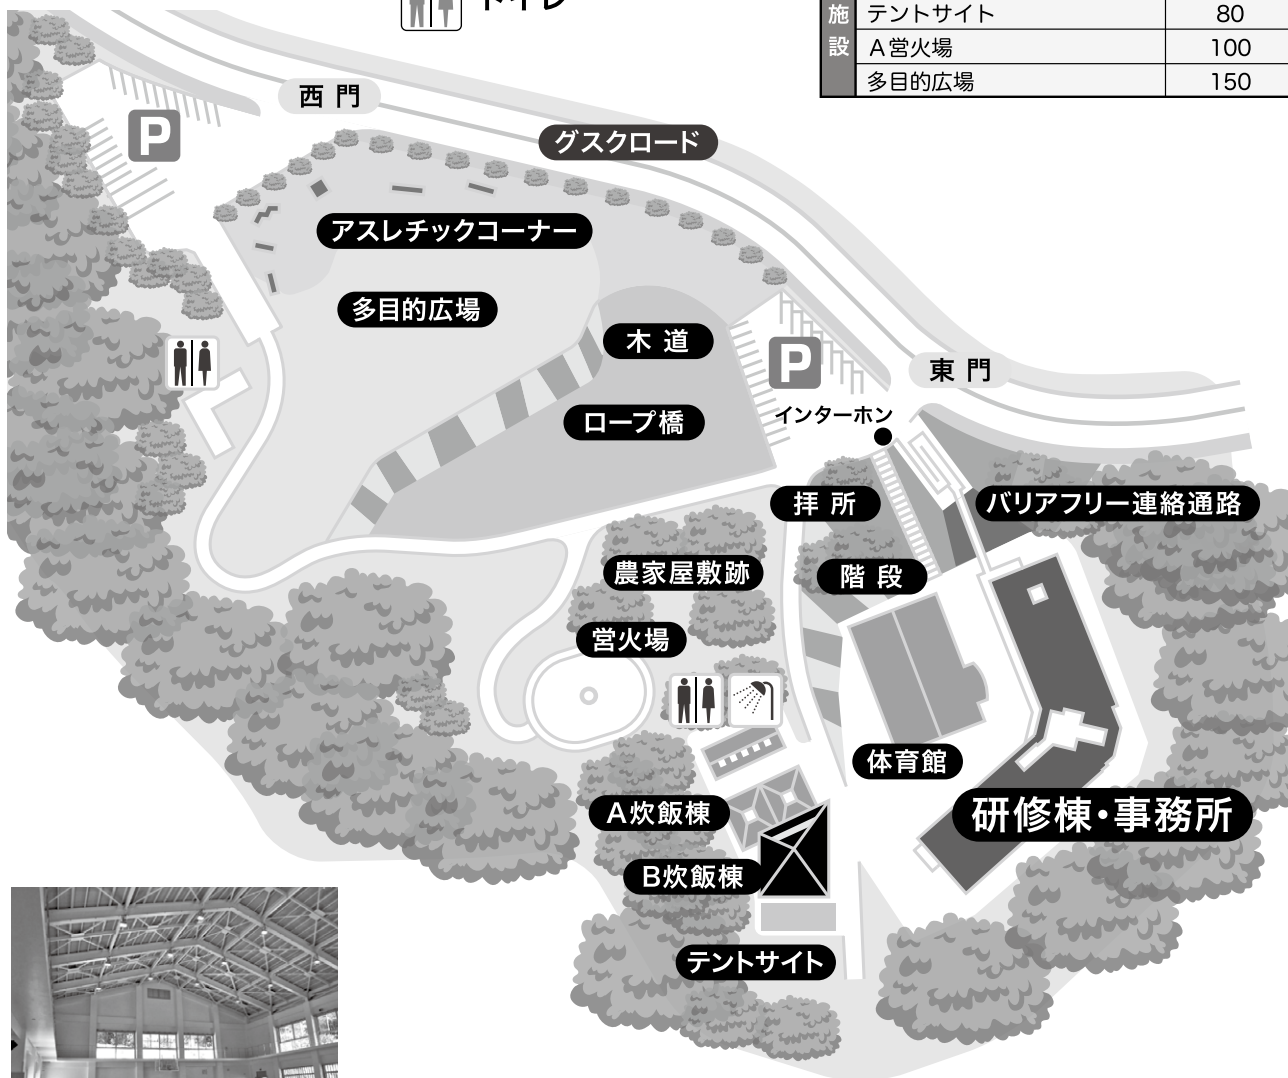 トイレ
施設
テントサイト 80
A営火場 100
多目的広場 150
西門
P
グスクロード
アスレチックコーナー
多目的広場
木道
P
東門
インターホン
ロープ橋
拝所
バリアフリー連絡通路
農家屋敷跡
階段
営火場
体育館
A炊飯棟
研修棟・事務所
B炊飯棟
テントサイト